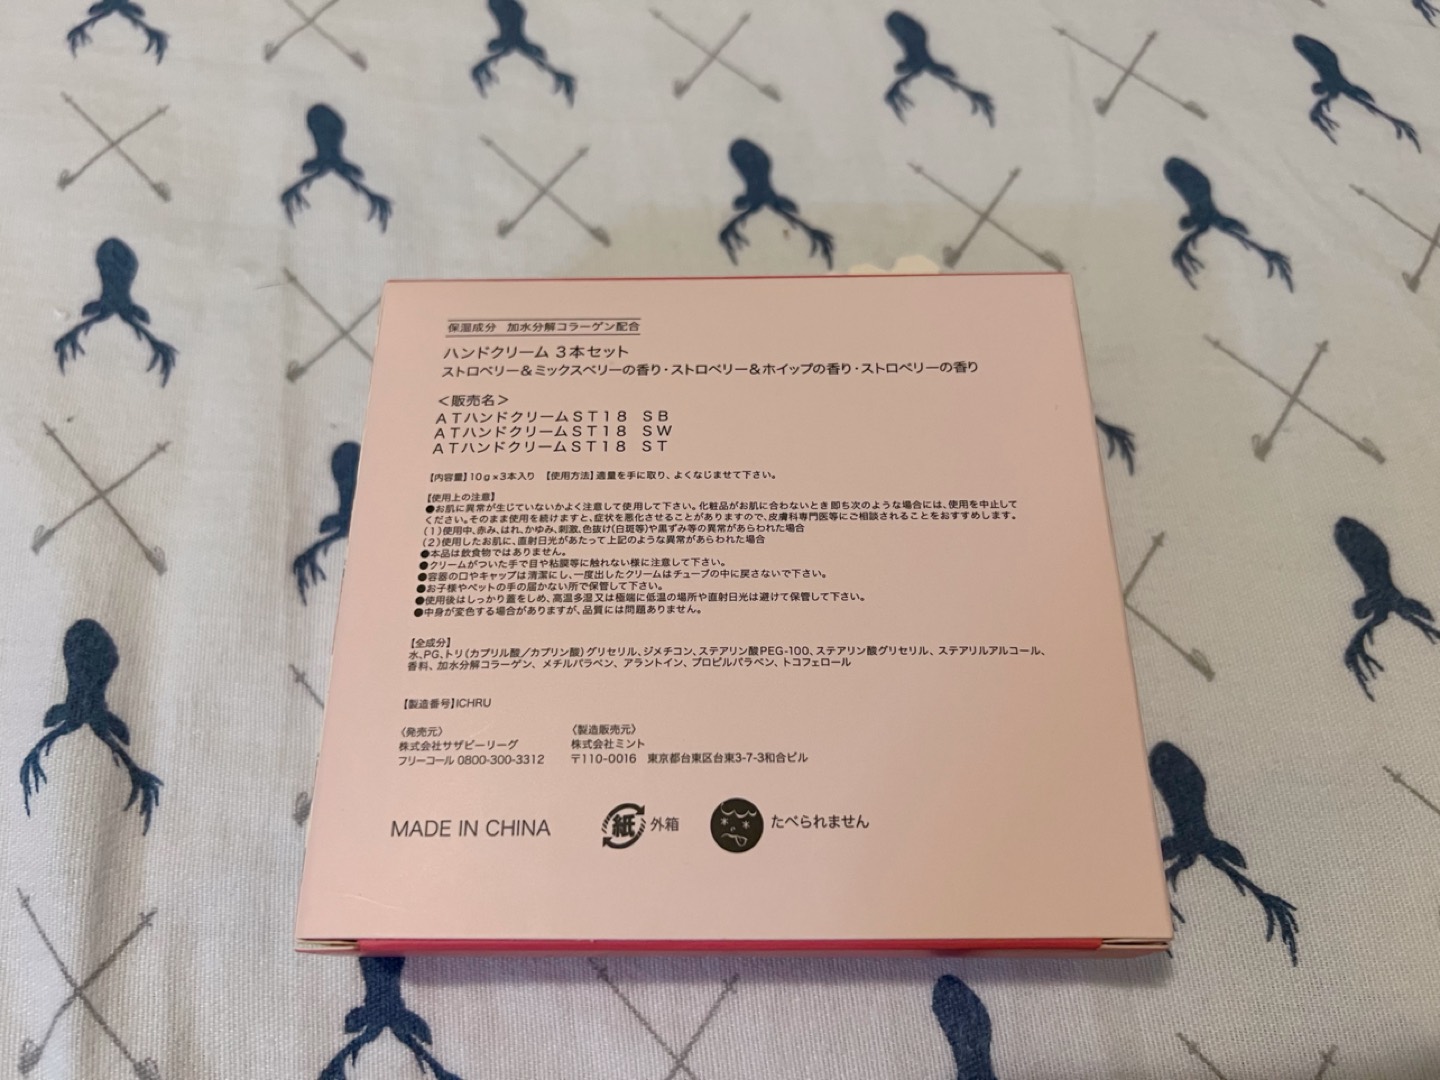 保湿成分　加水分解コラーゲン配合
ハンドクリーム 3本セット
ストロベリー&ミックスベリーの香り・ストロベリー&ホイップの香り・ストロベリーの香り
<販売名>
ATハンドクリームST18 SB
ATハンドクリームST18 SW
ATハンドクリームST18 ST
【内容量】10g×3本入り 【使用方法】適量を手に取り、よくなじませて下さい。
【使用上の注意】
●お肌に異常が生じていないかよく注意して使用して下さい。化粧品がお肌に合わないとき即ち次のような場合には、使用を中止して
ください。そのまま使用を続けますと、症状を悪化させることがありますので、皮膚科専門医等にご相談されることをおすすめします。
(1)使用中、赤み、はれ、かゆみ、刺激、色抜け(白斑等)や黒ずみ等の異常があらわれた場合
(2)使用したお肌に、直射日光があたって上記のような異常があらわれた場合
●本品は飲食物ではありません。
●クリームがついた手で目や粘膜等に触れない様に注意して下さい。
●容器の口やキャップは清潔にし、一度出したクリームはチューブの中に戻さないで下さい。
●お子様やペットの手の届かない所で保管して下さい。
●使用後はしっかり蓋をしめ、高温多湿又は極端に低温の場所や直射日光は避けて保管して下さい。
●中身が変色する場合がありますが、品質には問題ありません。
【全成分】
水、PG、トリ(カプリル酸/カプリン酸)グリセリル、ジメチコン、ステアリン酸PEG-100、ステアリン酸グリセリル、ステアリルアルコール、
香料、加水分解コラーゲン、メチルパラベン、アラントイン、プロピルパラベン、トコフェロール
【製造番号】ICHRU
〈発売元〉 〈製造販売元〉
株式会社サザビーリーグ 株式会社ミント
フリーコール 0800-300-3312 〒110-0016 東京都台東区台東3-7-3和合ビル
MADE IN CHINA 紙 外箱 たべられません